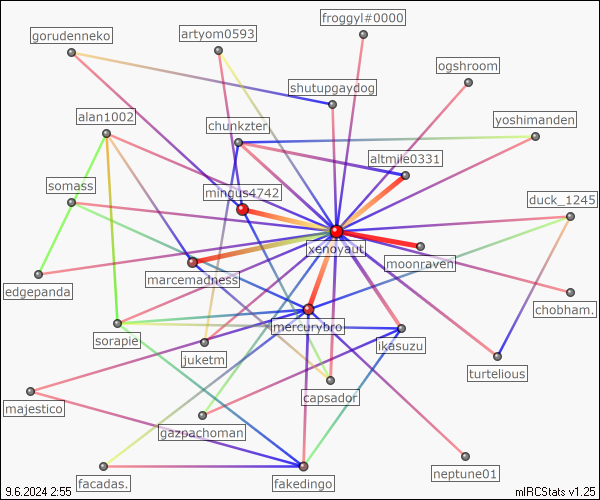 froggyl#0000
gorudenneko
artyom0593
ogshroom
shutupgaydog
alan1002
chunkzter
yoshimanden
altmile0331
somass
mingus4742
duck_1245
xenoyaut
moonraven
marcemadness
edgepanda
chobham.
mercurybro
sorapie
ikasuzu
juketm
turtelious
capsador
majestico
gazpachoman
neptune01
facadas.
fakedingo
9.6.2024 2:55
mIRCStats v1.25